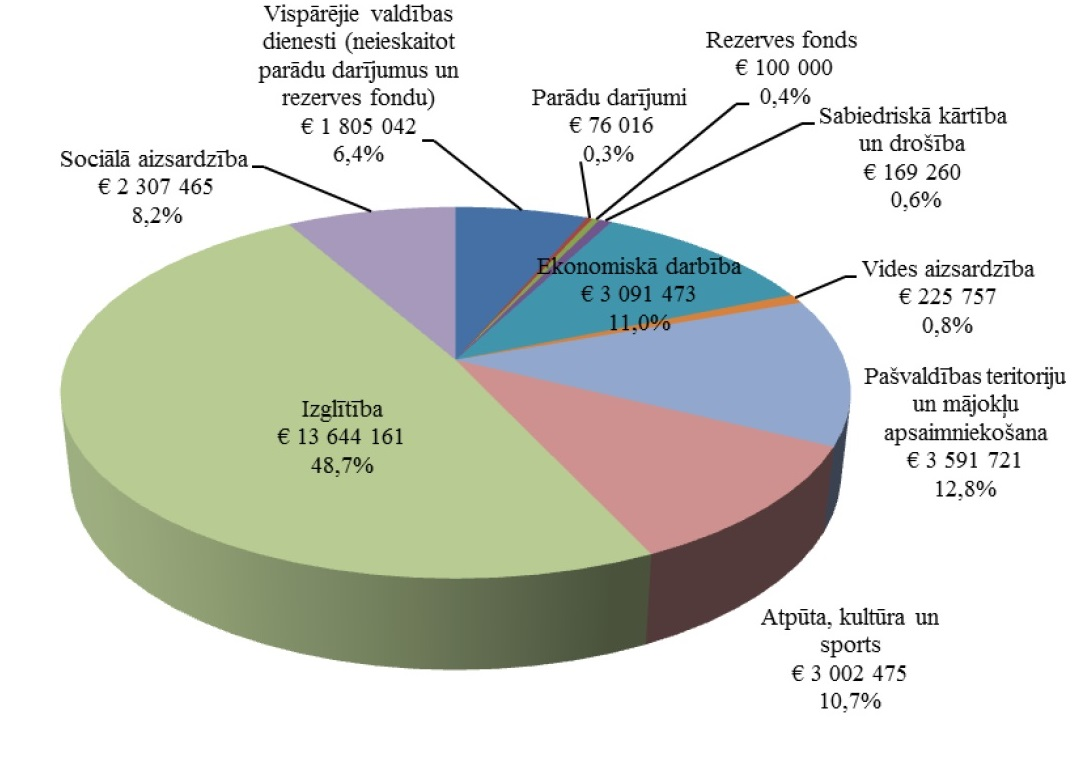 Vispārējie valdības
dienesti (neieskaitot
parādu darījumus un
rezerves fondu)
€ 1 805 042
6,4%
Parādu darījumi
€ 76 016
0,3%
Rezerves fonds
€ 100 000
0,4%
Sabiedriskā kārtība
un drošība
€ 169 260
0,6%
Sociālā aizsardzība
€ 2 307 465
8,2%
Ekonomiskā darbība
€ 3 091 473
11,0%
Vides aizsardzība
€ 225 757
0,8%
Pašvaldības teritoriju
un mājokļu
apsaimniekošana
€ 3 591 721
12,8%
Izglītība
€ 13 644 161
48,7%
Atpūta, kultūra un
sports
€ 3 002 475
10,7%